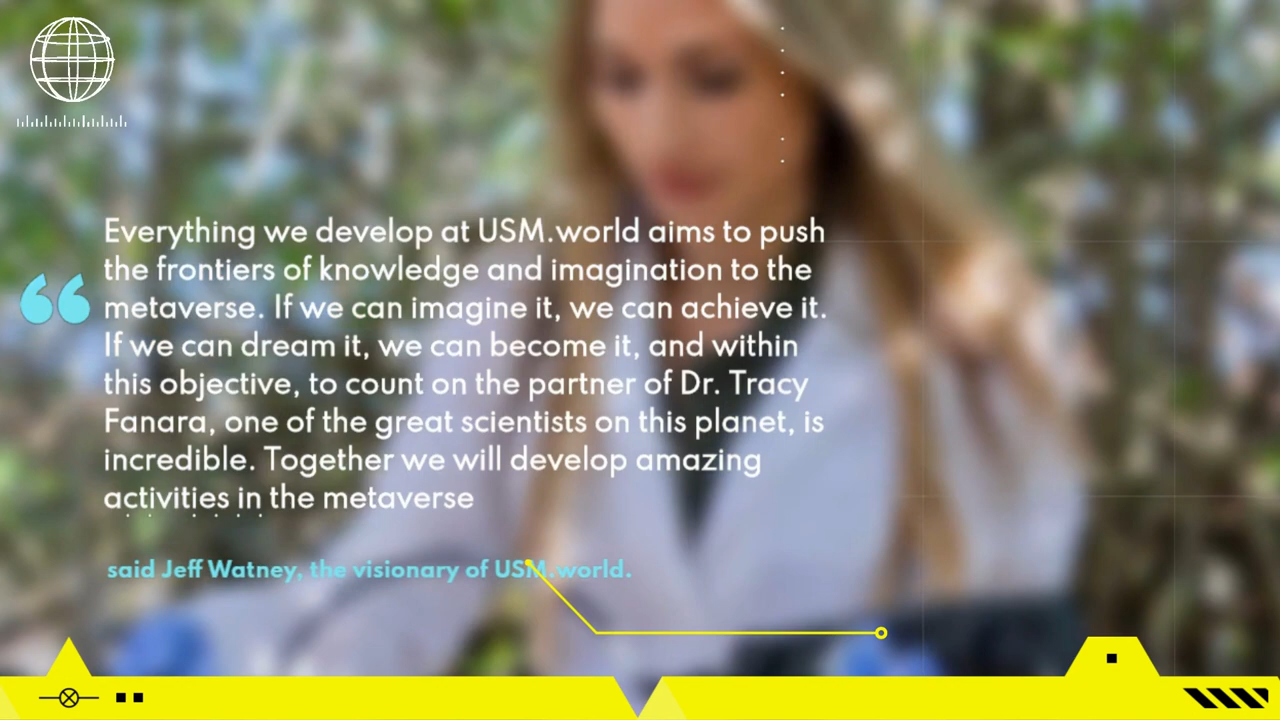 Everything we develop at USM.world aims to push
the frontiers of knowledge and imagination to the
metaverse. If we can imagine it, we can achieve it.
If we can dream it, we can become it, and within
this objective, to count on the partner of Dr. Tracy
Fanara, one of the great scientists on this planet, is
incredible. Together we will develop amazing
activities in the metaverse
said Jeff Watney, the visionary of USM.world.